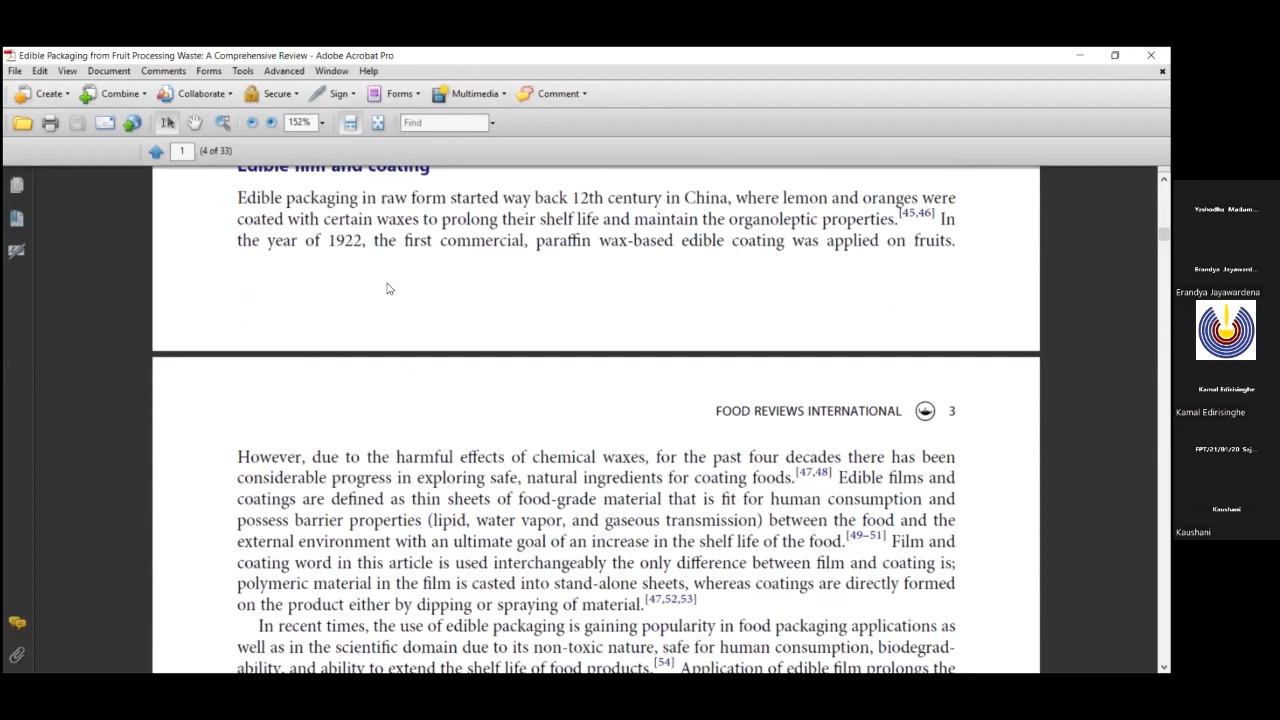 Edible Packaging from Fruit Processing Waste: A Comprehensive Review - Adobe Acrobat Pro
File Edit View Document Comments Forms Tools Advanced Window Help
Create Combine Collaborate Secure Sign Forms Multimedia Comment
152% Find
1 (4 of 33)
Edible film and coating
Edible packaging in raw form started way back 12th century in China, where lemon and oranges were
coated with certain waxes to prolong their shelf life and maintain the organoleptic properties.[45,46] In
the year of 1922, the first commercial, paraffin wax-based edible coating was applied on fruits.
FOOD REVIEWS INTERNATIONAL 3
However, due to the harmful effects of chemical waxes, for the past four decades there has been
considerable progress in exploring safe, natural ingredients for coating foods.[47,48] Edible films and
coatings are defined as thin sheets of food-grade material that is fit for human consumption and
possess barrier properties (lipid, water vapor, and gaseous transmission) between the food and the
external environment with an ultimate goal of an increase in the shelf life of the food.[49–51] Film and
coating word in this article is used interchangeably the only difference between film and coating is;
polymeric material in the film is casted into stand-alone sheets, whereas coatings are directly formed
on the product either by dipping or spraying of material.[47,52,53]
In recent times, the use of edible packaging is gaining popularity in food packaging applications as
well as in the scientific domain due to its non-toxic nature, safe for human consumption, biodegrad-
ability, and ability to extend the shelf life of food products.[54] Application of edible film prolongs the
Yashodha Madum...
Erandya Jayaward...
Erandya Jayawardena
Kamal Edirisinghe
Kamal Edirisinghe
FPT/21/B1/20 Saj...
Kaushani
Kaushani